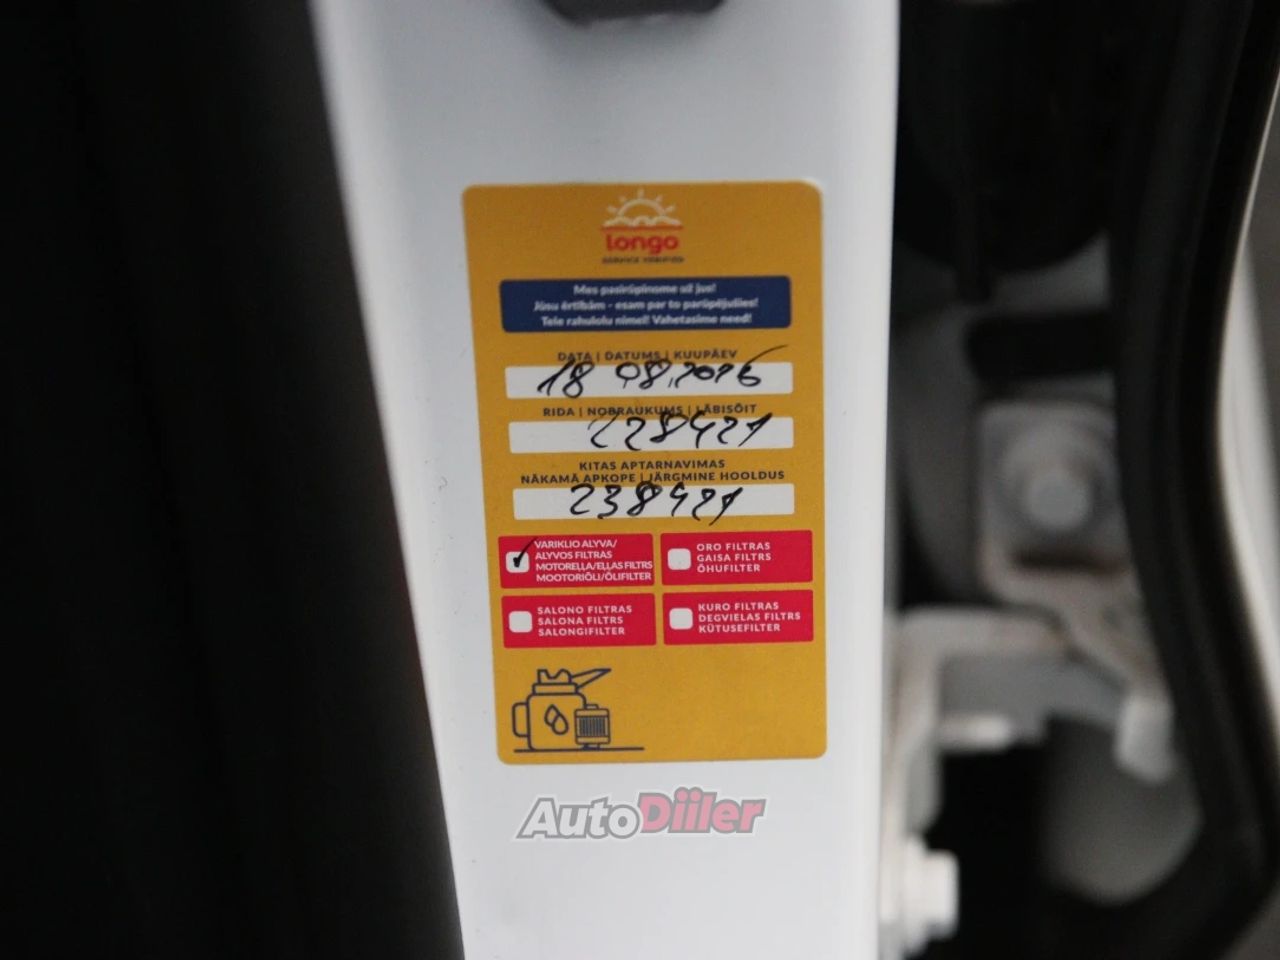 longo
Mes pasirūpinome už jus!
Jūsu ērtībām - esam par to parūpējušies!
Teie rahulolu nimel! Vahetasime need!
DATA | DATUMS | KUUPÄEV
18 08.2026
RIDA | NOBRAUKUMS | LÄBISÕIT
228421
KITAS APTARNAVIMAS
NĀKAMĀ APKOPE | JÄRGMINE HOOLDUS
238421
VARIKLIO ALYVA/
ALYVOS FILTRAS
MOTOREĻĻA/EĻĻAS FILTRS
MOOTORIÕLI/ÕLIFILTER
ORO FILTRAS
GAISA FILTRS
ÕHUFILTER
SALONO FILTRAS
SALONA FILTRS
SALONGIFILTER
KURO FILTRAS
DEGVIELAS FILTRS
KÜTUSEFILTER
AutoDiiler